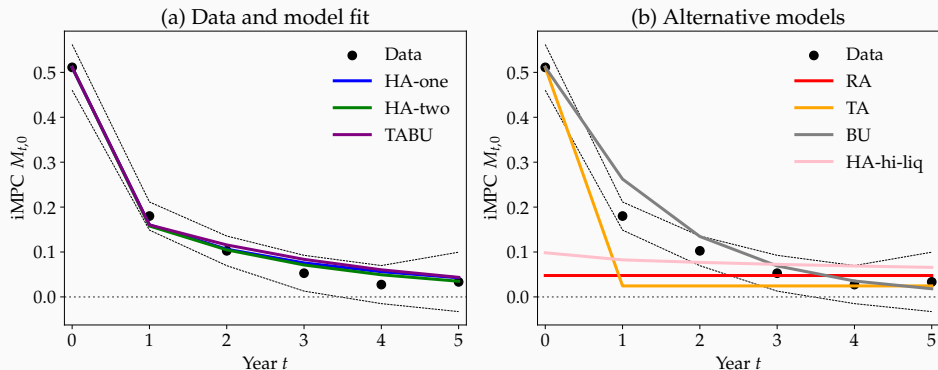 (a) Data and model fit
iMPC M_{t,0}
0.5
0.4
0.3
0.2
0.1
0.0
Data
HA-one
HA-two
TABU
0 1 2 3 4 5
Year t
(b) Alternative models
iMPC M_{t,0}
0.5
0.4
0.3
0.2
0.1
0.0
Data
RA
TA
BU
HA-hi-liq
0 1 2 3 4 5
Year t